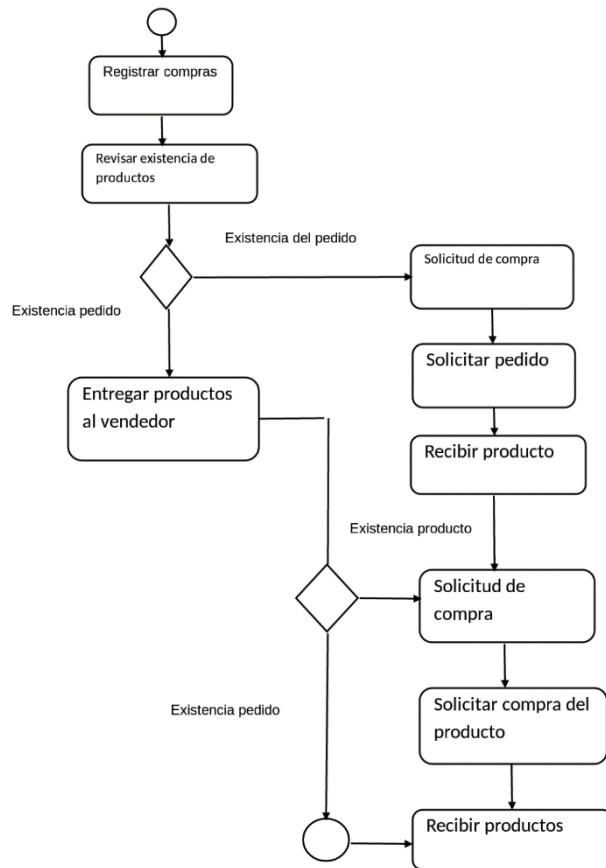 Registrar compras
Revisar existencia de
productos
Existencia del pedido
Solicitud de compra
Existencia pedido
Solicitar pedido
Entregar productos
al vendedor
Recibir producto
Existencia producto
Solicitud de
compra
Existencia pedido
Solicitar compra del
producto
Recibir productos